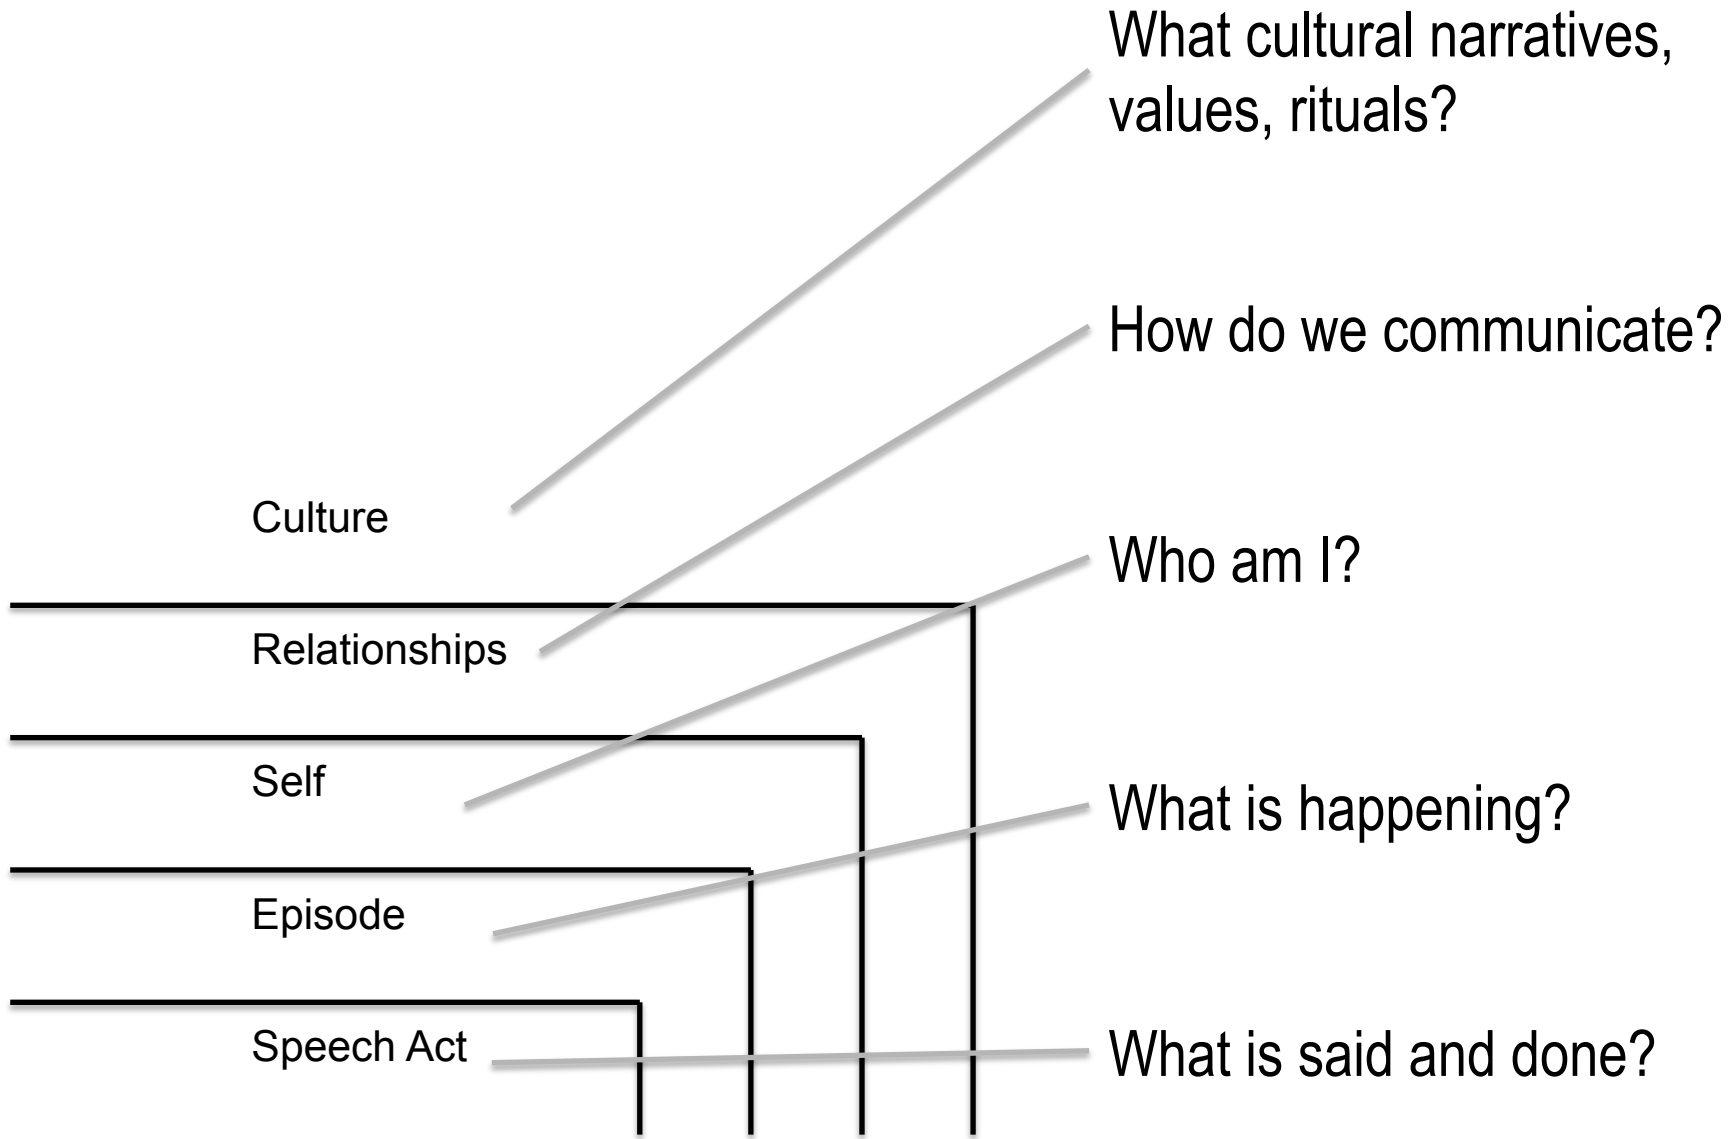 What cultural narratives,
values, rituals?
How do we communicate?
Culture
Who am I?
Relationships
Self
What is happening?
Episode
Speech Act
What is said and done?